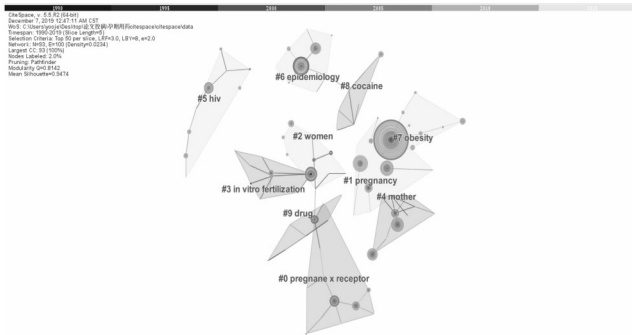 1990 1995 2000 2005 2010 2015
CiteSpace, v. 5.5.R2 (64-bit)
December 7, 2019 12:47:11 AM CST
Timespan: 1990-2019 (Slice Length=5)
Selection Criteria: Top 50 per slice, LRF=3.0, LBY=8, e=2.0
Network: N=93, E=100 (Density=0.0234)
Largest CC: 93 (100%)
Nodes Labeled: 2.0%
Pruning: Pathfinder
Modularity Q=0.8142
Mean Silhouette=0.5474
#6 epidemiology
#8 cocaine
#5 hiv
#2 women
#7 obesity
#1 pregnancy
#3 in vitro fertilization
#4 mother
#9 drug
#0 pregnane x receptor